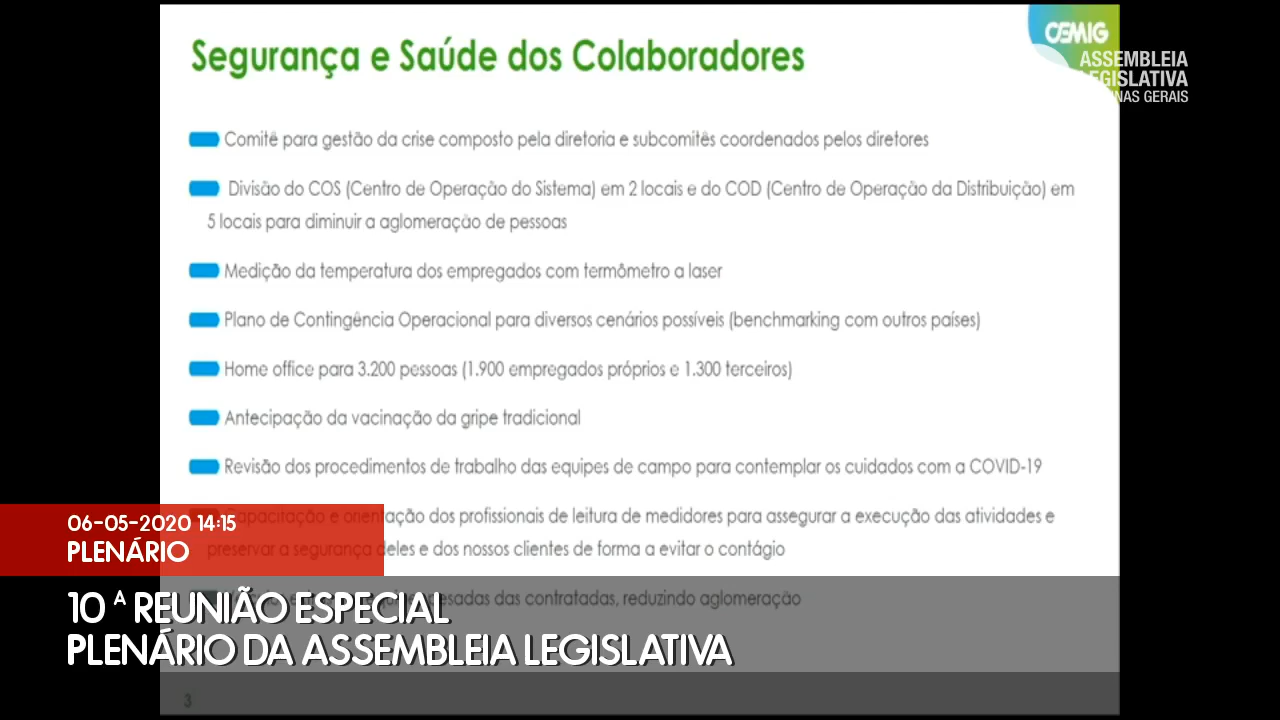 Segurança e Saúde dos Colaboradores
CEMIG
ASSEMBLEIA
LEGISLATIVA
NAS GERAIS
Comitê para gestão da crise composto pela diretoria e subcomitês coordenados pelos diretores
Divisão do COS (Centro de Operação do Sistema) em 2 locais e do COD (Centro de Operação da Distribuição) em
5 locais para diminuir a aglomeração de pessoas
Medição da temperatura dos empregados com termômetro a laser
Plano de Contingência Operacional para diversos cenários possíveis (benchmarking com outros países)
Home office para 3.200 pessoas (1.900 empregados próprios e 1.300 terceiros)
Antecipação da vacinação da gripe tradicional
Revisão dos procedimentos de trabalho das equipes de campo para contemplar os cuidados com a COVID-19
Capacitação e orientação dos profissionais de leitura de medidores para assegurar a execução das atividades e
preservar a segurança deles e dos nossos clientes de forma a evitar o contágio
pesadas das contratadas, reduzindo aglomeração
06-05-2020 14:15
PLENÁRIO
10ª REUNIÃO ESPECIAL
PLENÁRIO DA ASSEMBLEIA LEGISLATIVA
3